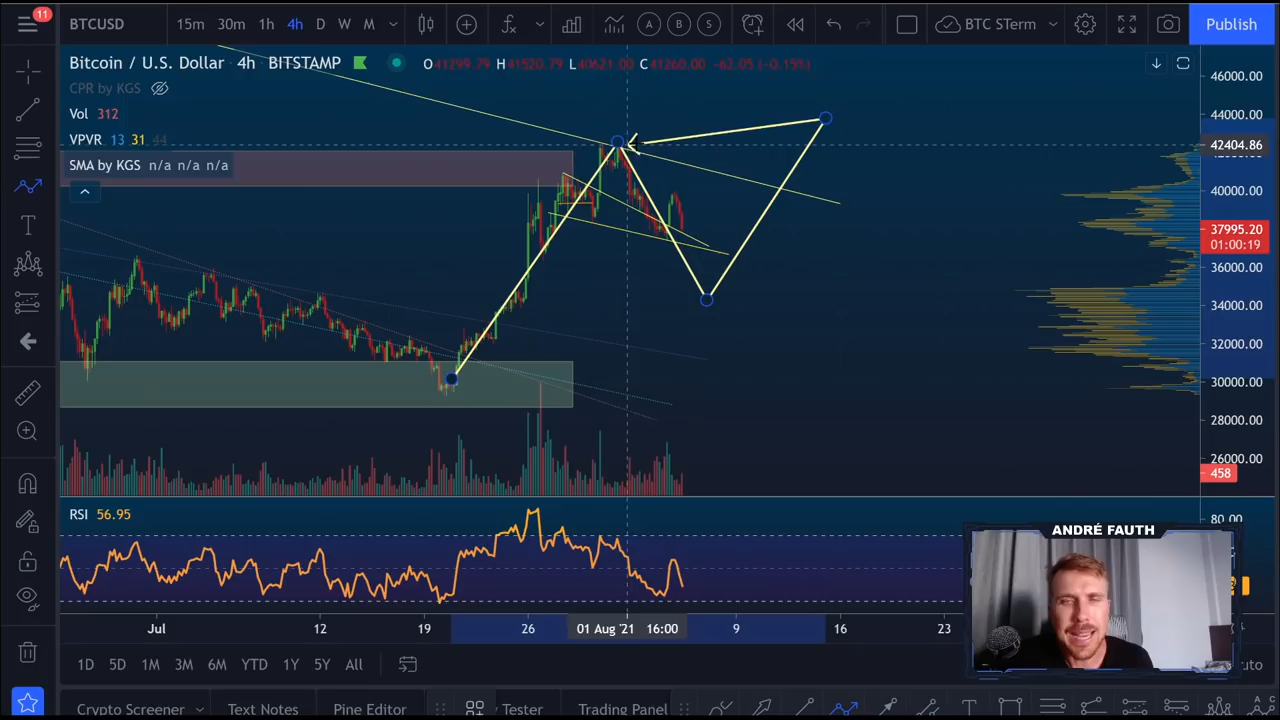 11
BTCUSD
15m 30m 1h 4h D W M
A B S
BTC STerm
Publish
Bitcoin / U.S. Dollar 4h BITSTAMP
O41299.79 H41520.79 L40621.00 C41260.00 -62.05 (-0.15%)
CPR by KGS
Vol 312
VPVR 13 31 44
SMA by KGS n/a n/a n/a
46000.00
44000.00
42404.86
40000.00
37995.20
01:00:19
36000.00
34000.00
32000.00
30000.00
28000.00
26000.00
458
RSI 56.95
80.00
ANDRÉ FAUTH
Jul
12
19
26
01 Aug '21 16:00
9
16
23
1D 5D 1M 3M 6M YTD 1Y 5Y All
Crypto Screener
Text Notes
Pine Editor
Tester
Trading Panel